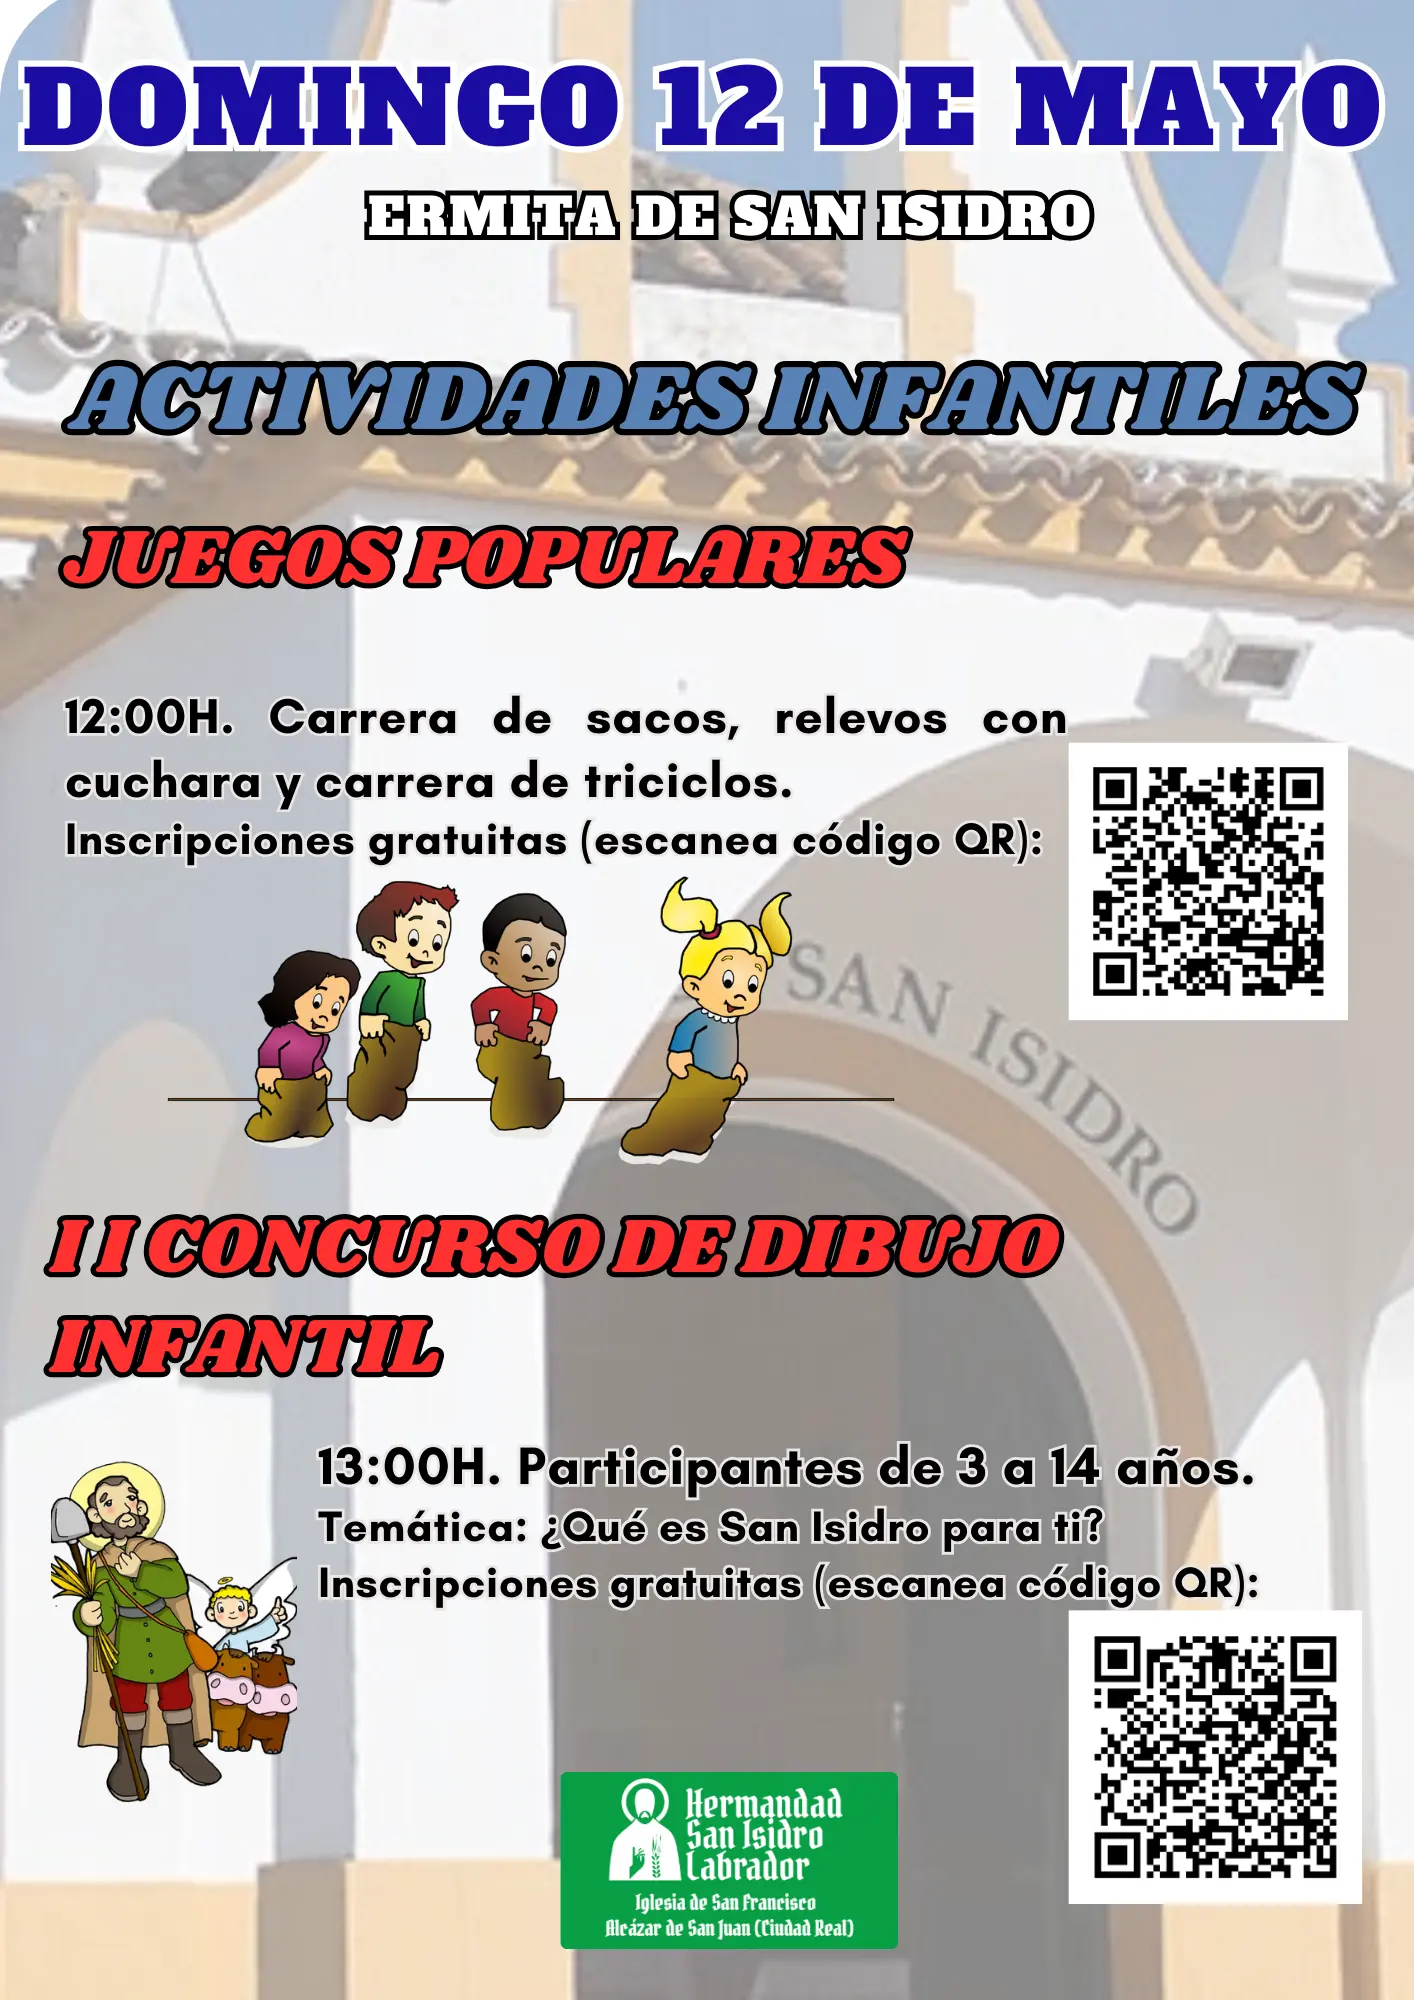 DOMINGO 12 DE MAYO
ERMITA DE SAN ISIDRO
ACTIVIDADES INFANTILES
JUEGOS POPULARES
12:00H. Carrera de sacos, relevos con
cuchara y carrera de triciclos.
Inscripciones gratuitas (escanea código QR):
SAN ISIDRO
I I CONCURSO DE DIBUJO
INFANTIL
13:00H. Participantes de 3 a 14 años.
Temática: ¿Qué es San Isidro para ti?
Inscripciones gratuitas (escanea código QR):
Hermandad
San Isidro
Labrador
Iglesia de San Francisco
Alcázar de San Juan (Ciudad Real)